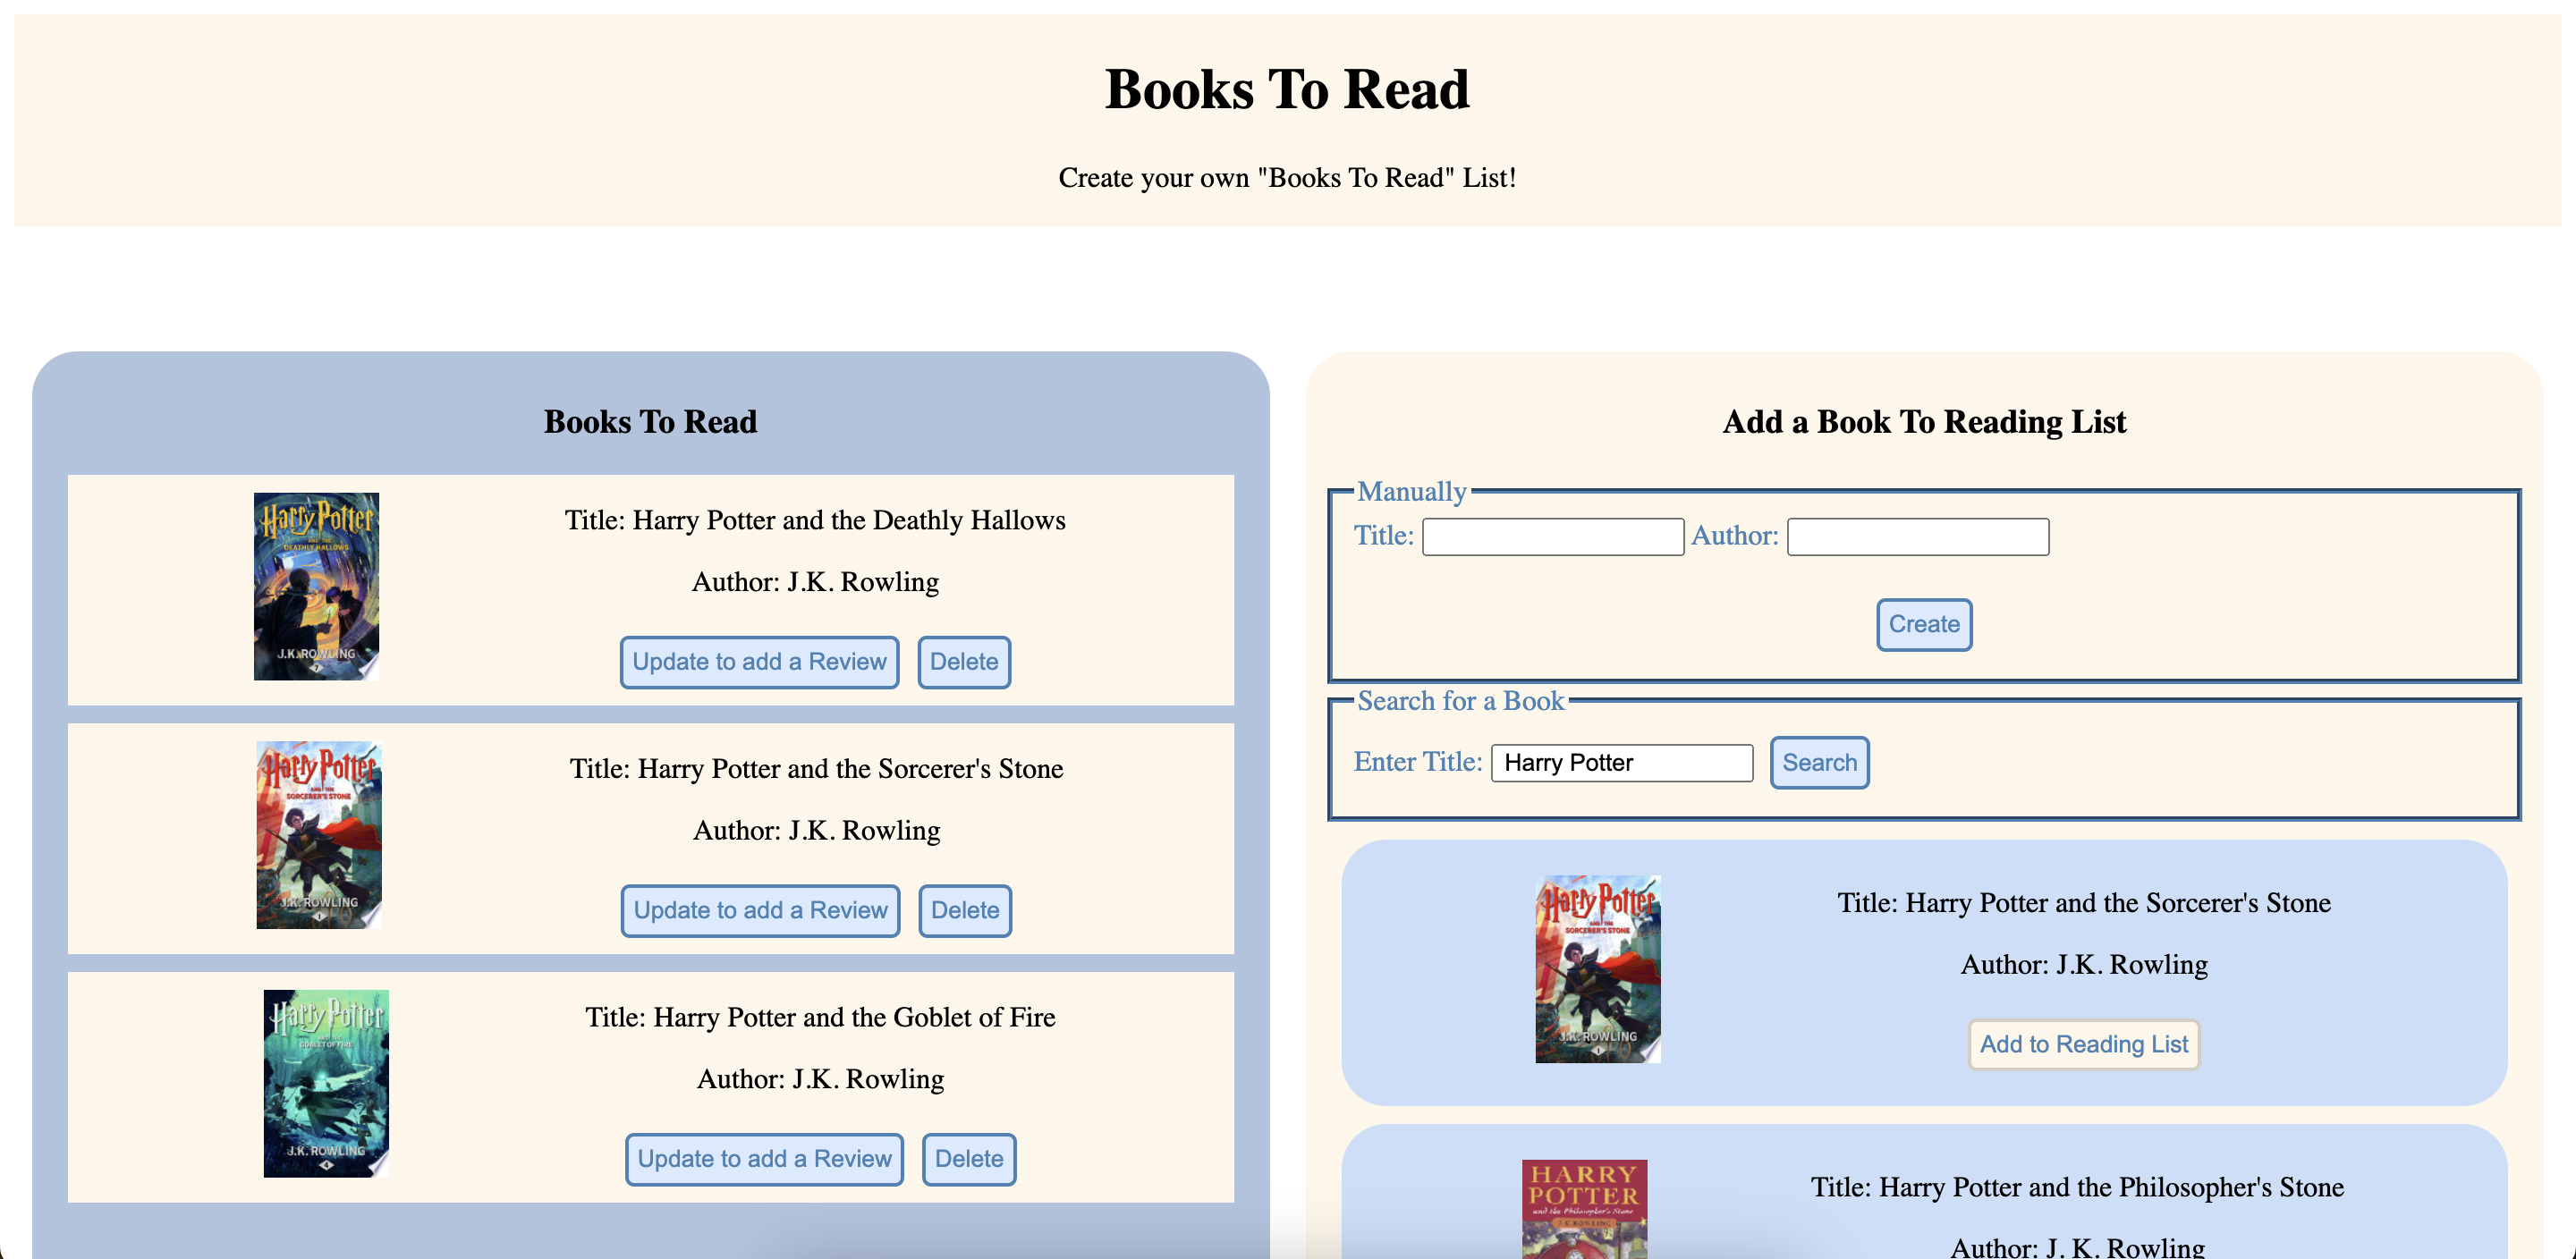 Books To Read
Create your own "Books To Read" List!
Books To Read
Harry Potter
AND THE
DEATHLY HALLOWS
J.K. ROWLING
7
Title: Harry Potter and the Deathly Hallows
Author: J.K. Rowling
Update to add a Review
Delete
Harry Potter
AND THE
SORCERER'S STONE
J.K. ROWLING
1
Title: Harry Potter and the Sorcerer's Stone
Author: J.K. Rowling
Update to add a Review
Delete
Harry Potter
AND THE
GOBLET OF FIRE
J.K. ROWLING
4
Title: Harry Potter and the Goblet of Fire
Author: J.K. Rowling
Update to add a Review
Delete
Add a Book To Reading List
Manually
Title:
Author:
Create
Search for a Book
Enter Title: Harry Potter
Search
Harry Potter
AND THE
SORCERER'S STONE
J.K. ROWLING
1
Title: Harry Potter and the Sorcerer's Stone
Author: J.K. Rowling
Add to Reading List
HARRY
POTTER
and the Philosopher's Stone
J.K. ROWLING
Title: Harry Potter and the Philosopher's Stone
Author: J. K. Rowling